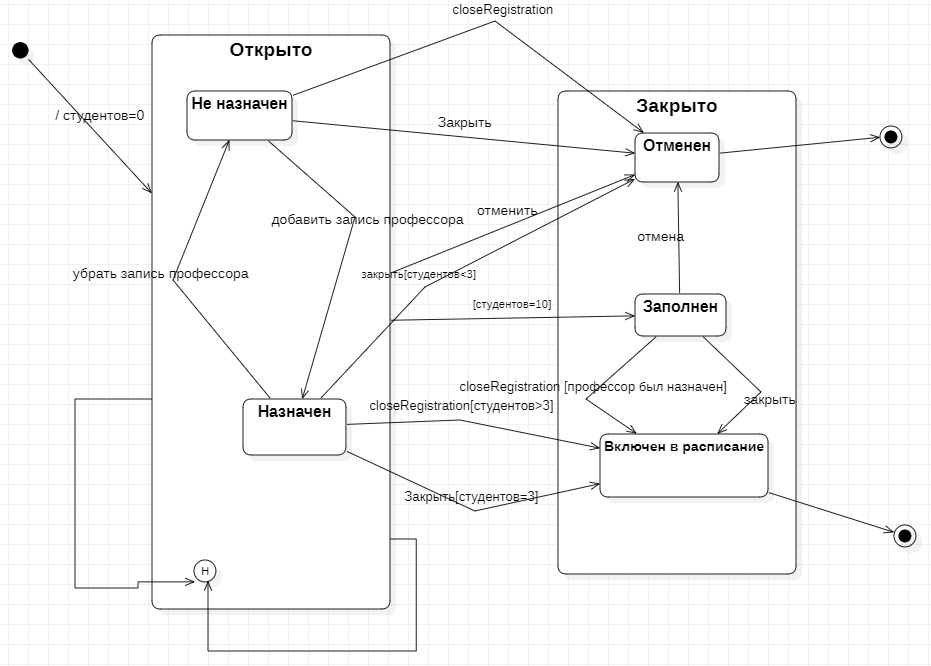 closeRegistration
Открыто
Не назначен
/ студентов=0
Закрыть
Закрыто
Отменен
отменить
добавить запись профессора
отмена
убрать запись профессора
закрыть[студентов<3]
[студентов=10]
Заполнен
closeRegistration [профессор был назначен]
закрыть
closeRegistration[студентов>3]
Назначен
Включен в расписание
Закрыть[студентов=3]
H